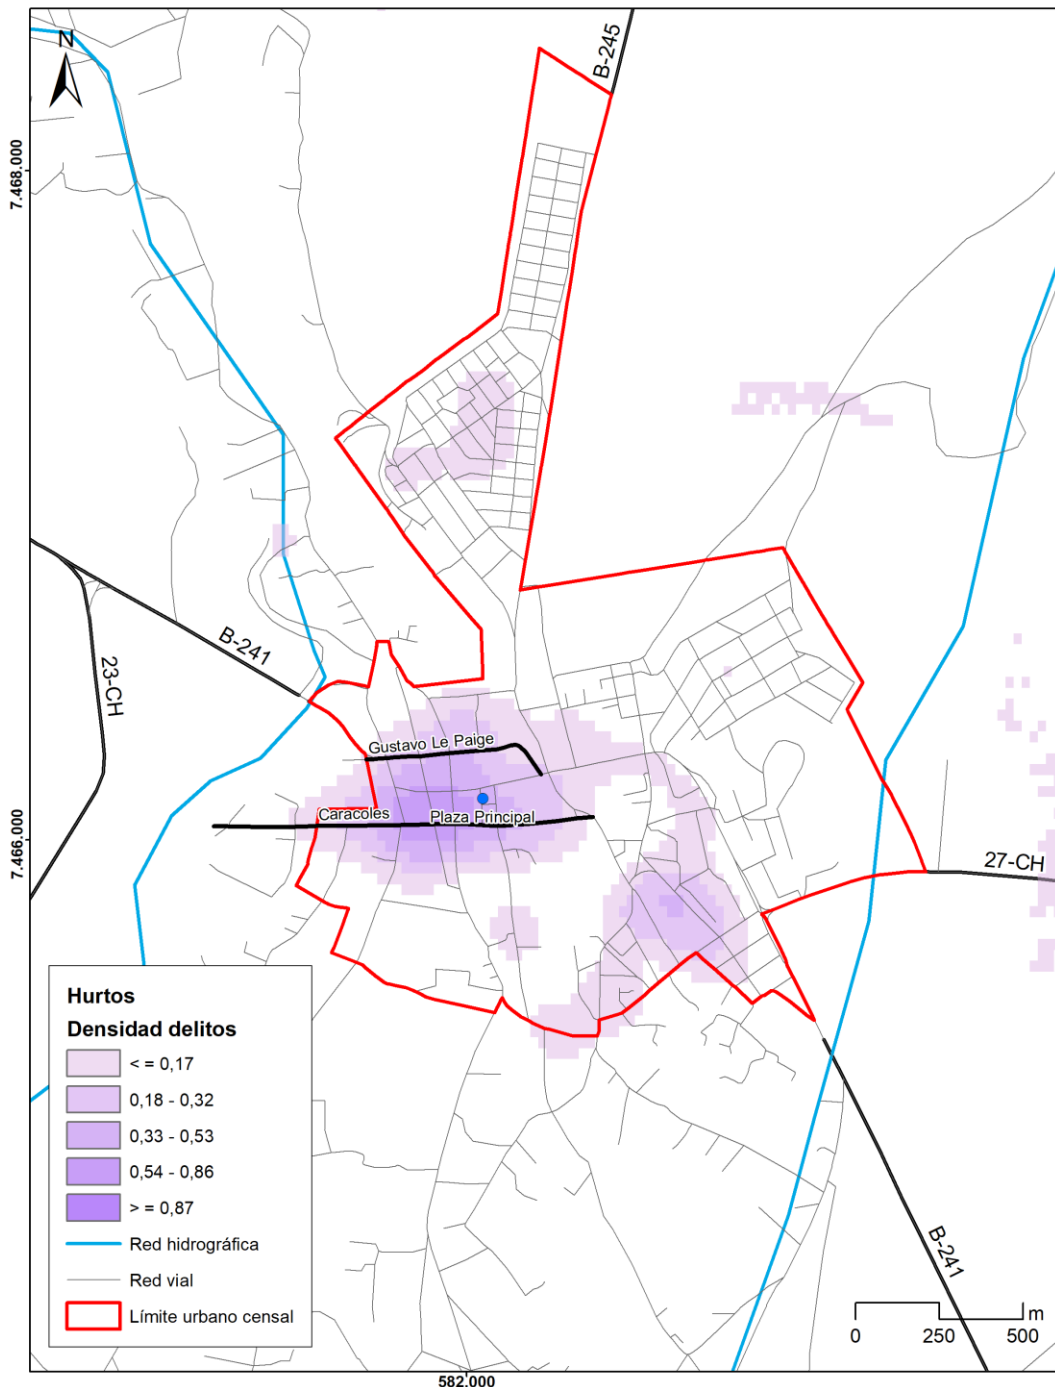 N
B-245
7.468.000
B-241
23-CH
Gustavo Le Paige
Caracoles
Plaza Principal
7.466.000
27-CH
Hurtos
Densidad delitos
< = 0,17
0,18 - 0,32
0,33 - 0,53
0,54 - 0,86
> = 0,87
Red hidrográfica
Red vial
Límite urbano censal
B-241
m
0 250 500
582.000